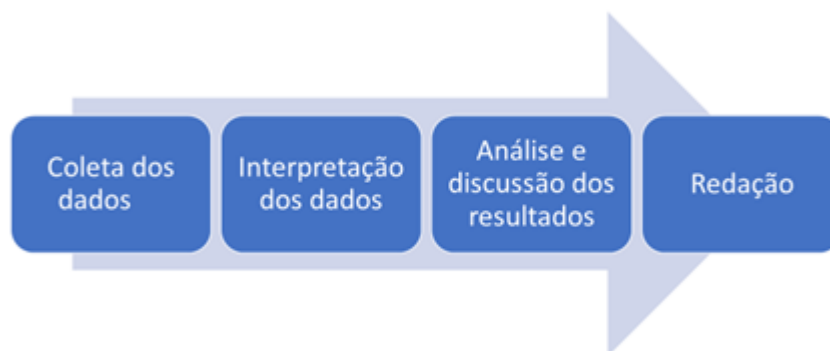 Coleta dos
dados
Interpretação
dos dados
Análise e
discussão dos
resultados
Redação